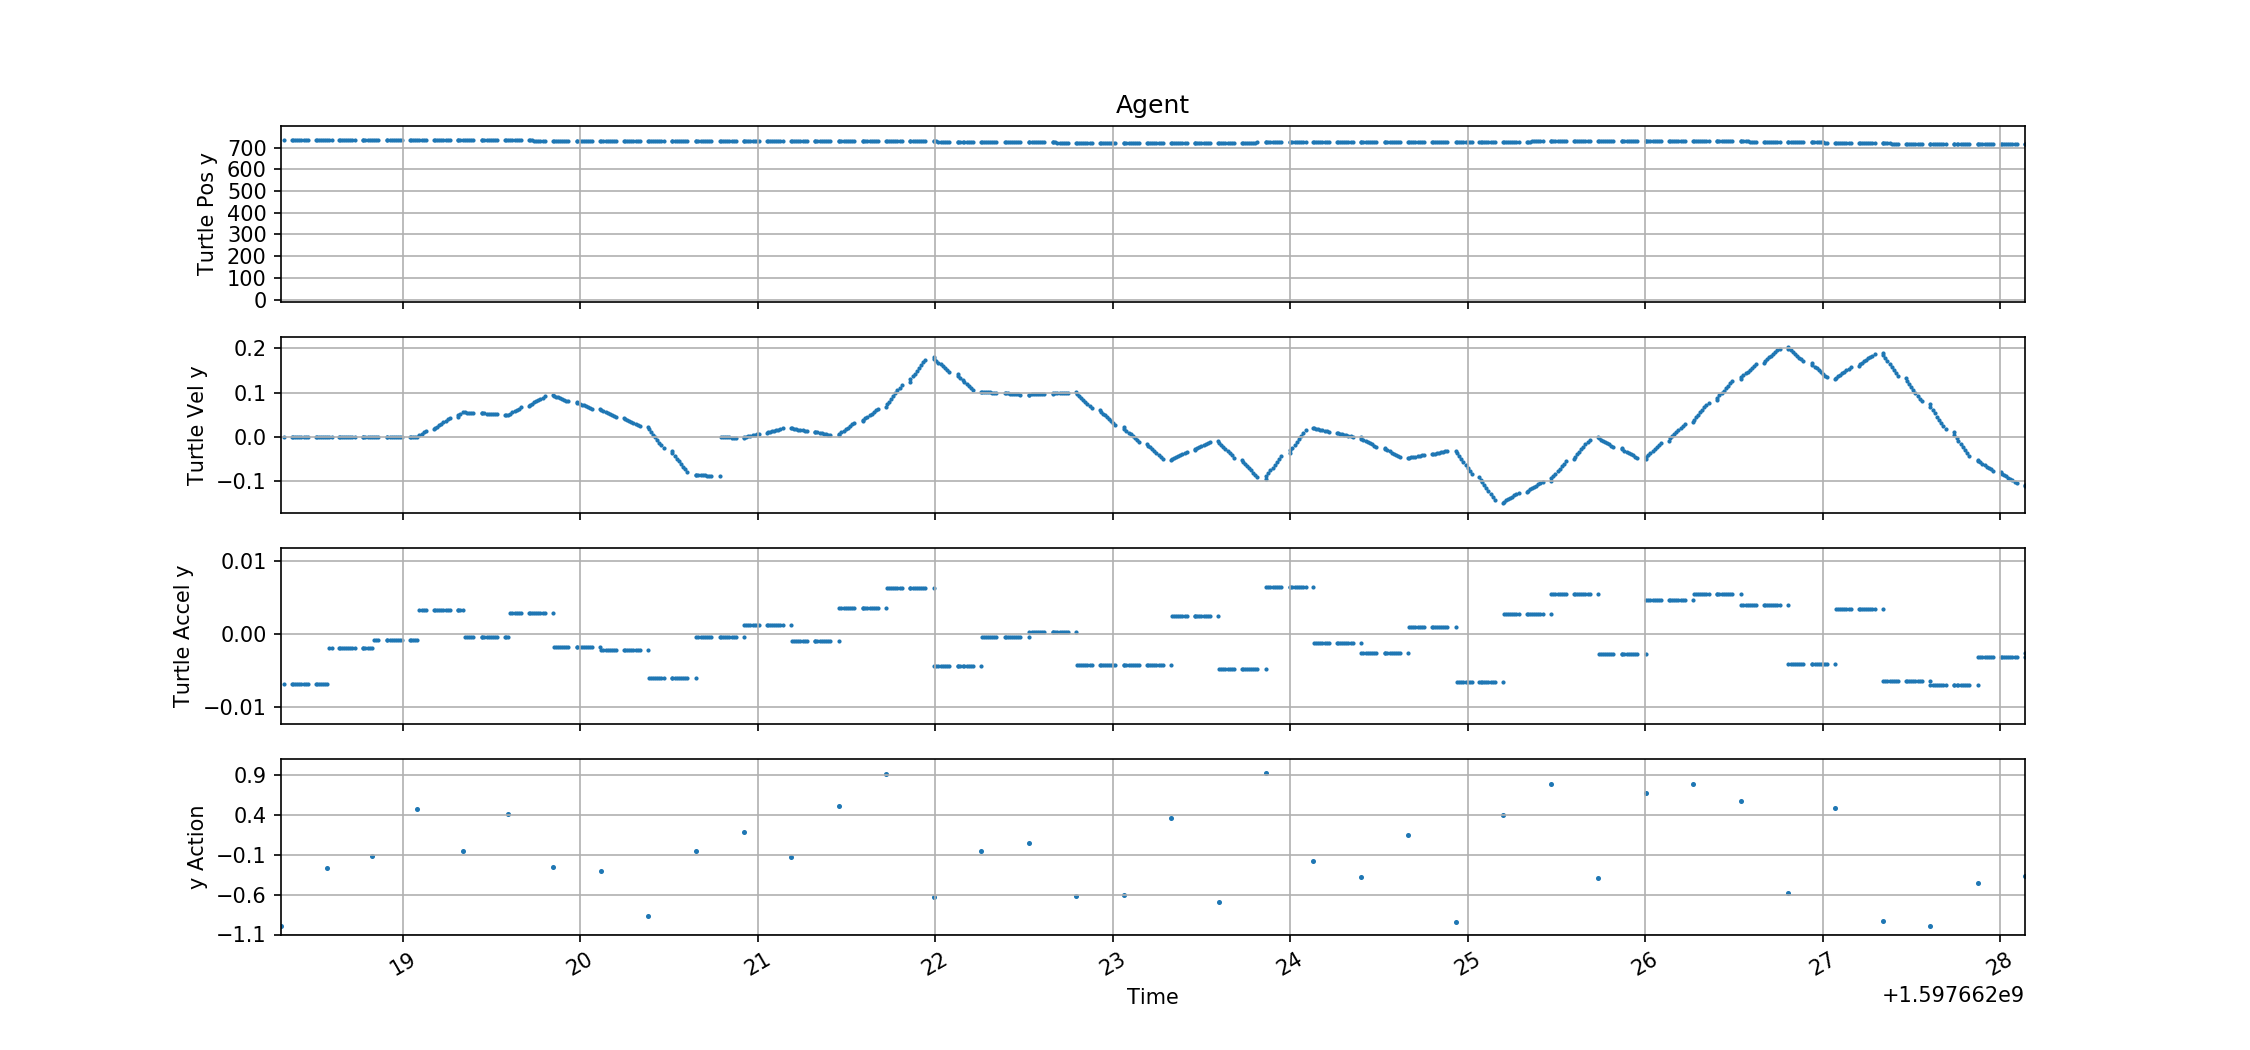 Agent
Turtle Pos y
700
600
500
400
300
200
100
0
Turtle Vel y
0.2
0.1
0.0
−0.1
Turtle Accel y
0.01
0.00
−0.01
y Action
0.9
0.4
−0.1
−0.6
−1.1
19 20 21 22 23 24 25 26 27 28
Time
+1.597662e9